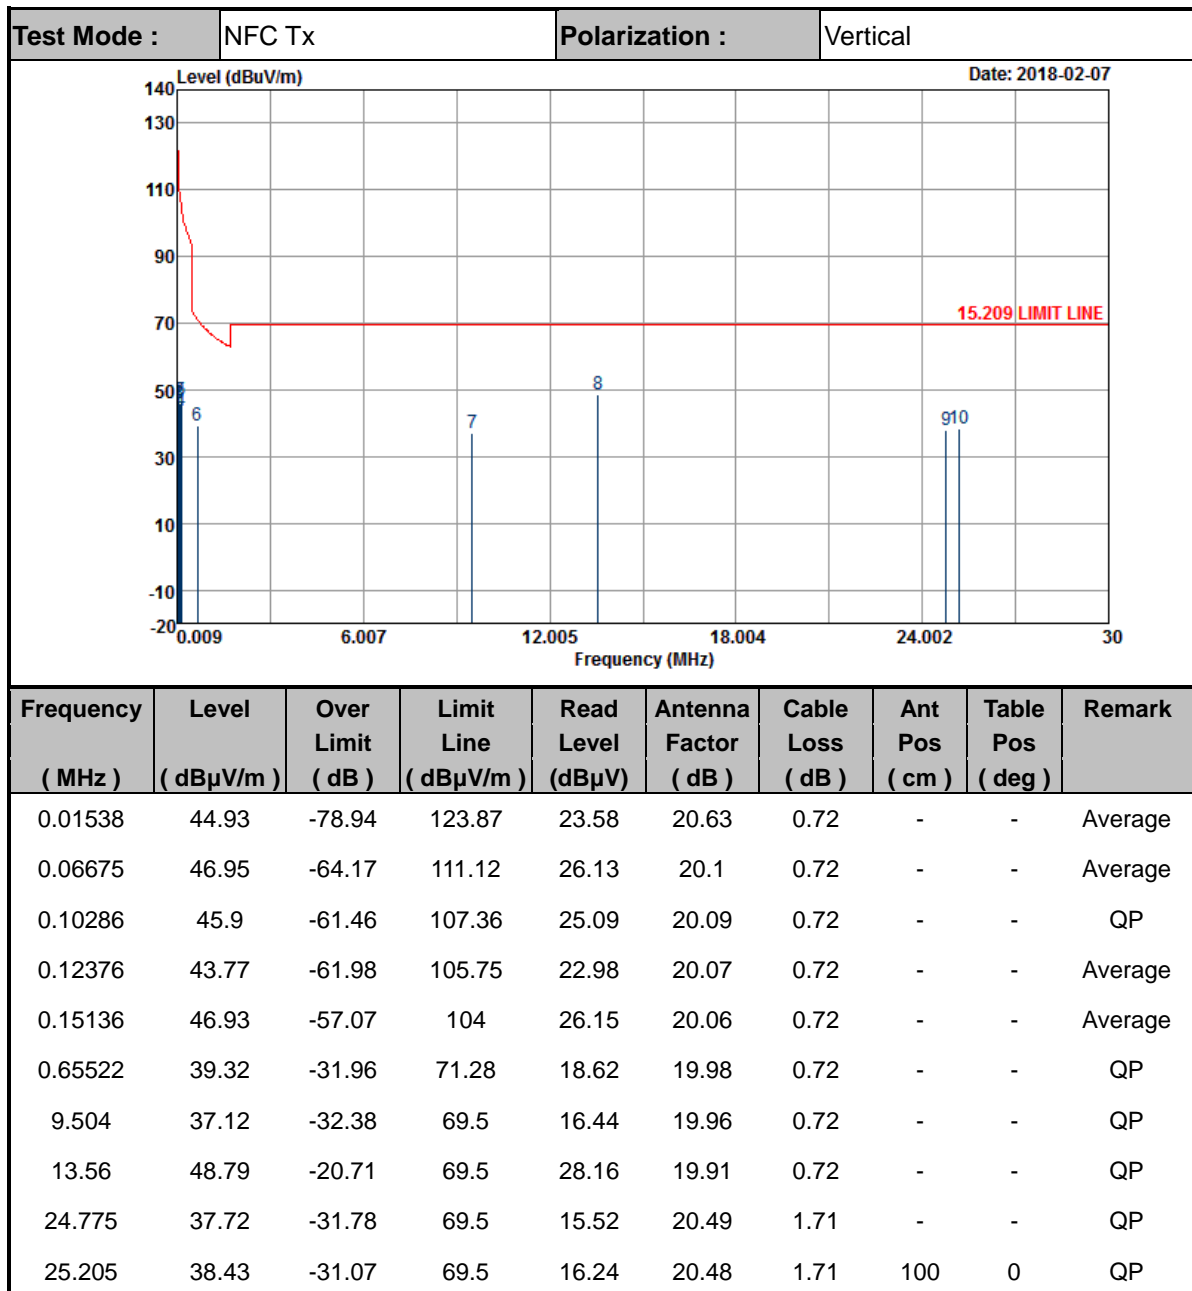 Test Mode : NFC Tx Polarization : Vertical
Level (dBuV/m) Date: 2018-02-07
140
130
110
90
70
50
30
10
-10
-20
15.209 LIMIT LINE
6
7
8
9
10
0.009 6.007 12.005 18.004 24.002 30
Frequency (MHz)
Frequency Level Over Limit Read Antenna Cable Ant Table Remark
Limit Line Level Factor Loss Pos Pos
( MHz ) ( dBµV/m ) ( dB ) ( dBµV/m ) (dBµV) ( dB ) ( dB ) ( cm ) ( deg )
0.01538 44.93 -78.94 123.87 23.58 20.63 0.72 - - Average
0.06675 46.95 -64.17 111.12 26.13 20.1 0.72 - - Average
0.10286 45.9 -61.46 107.36 25.09 20.09 0.72 - - QP
0.12376 43.77 -61.98 105.75 22.98 20.07 0.72 - - Average
0.15136 46.93 -57.07 104 26.15 20.06 0.72 - - Average
0.65522 39.32 -31.96 71.28 18.62 19.98 0.72 - - QP
9.504 37.12 -32.38 69.5 16.44 19.96 0.72 - - QP
13.56 48.79 -20.71 69.5 28.16 19.91 0.72 - - QP
24.775 37.72 -31.78 69.5 15.52 20.49 1.71 - - QP
25.205 38.43 -31.07 69.5 16.24 20.48 1.71 100 0 QP